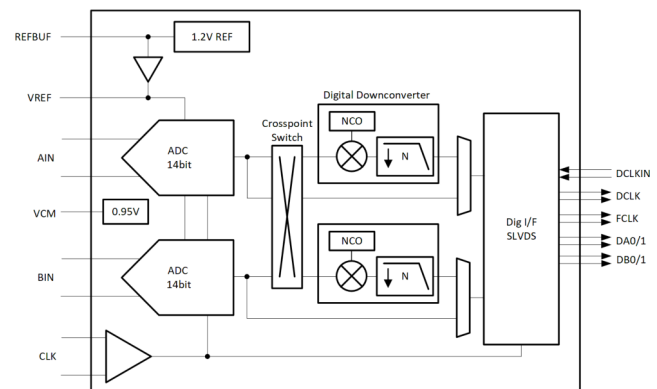 REFBUF
1.2V REF
VREF
Digital Downconverter
NCO
Crosspoint
Switch
ADC
14bit
N
AIN
DCLKIN
DCLK
VCM
0.95V
FCLK
Dig I/F
SLVDS
DA0/1
NCO
DB0/1
BIN
ADC
14bit
N
CLK